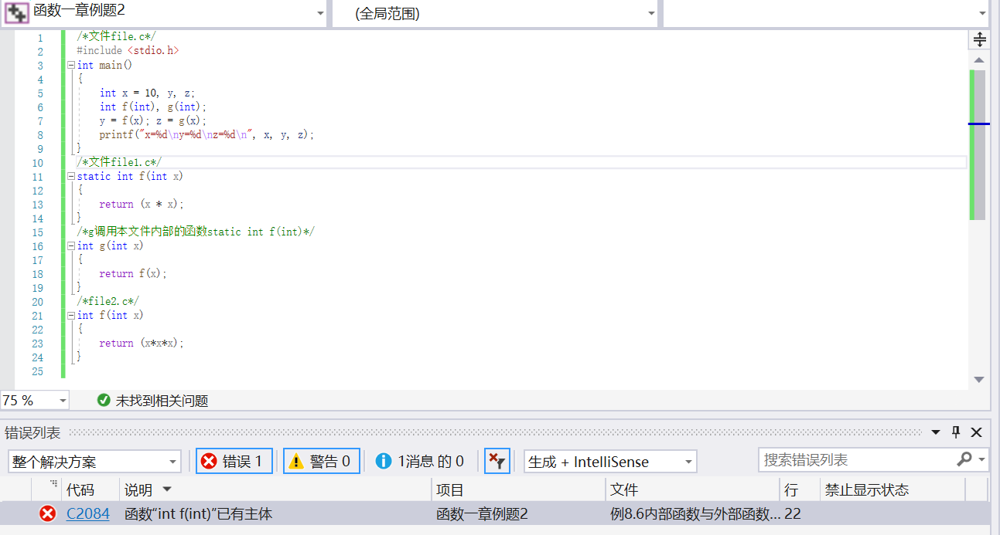 函数一章例题2
(全局范围)
1 /*文件file.c*/
2 #include <stdio.h>
3 int main()
4 {
5 int x = 10, y, z;
6 int f(int), g(int);
7 y = f(x); z = g(x);
8 printf("x=%d\ny=%d\nz=%d\n", x, y, z);
9 }
10 /*文件file1.c*/
11 static int f(int x)
12 {
13 return (x * x);
14 }
15 /*g调用本文件内部的函数static int f(int)*/
16 int g(int x)
17 {
18 return f(x);
19 }
20 /*file2.c*/
21 int f(int x)
22 {
23 return (x*x*x);
24 }
25
75 % 未找到相关问题
错误列表
整个解决方案 错误 1 警告 0 1消息 的 0 生成 + IntelliSense 搜索错误列表
代码 说明 项目 文件 行 禁止显示状态
C2084 函数“int f(int)”已有主体 函数一章例题2 例8.6内部函数与外部函数... 22